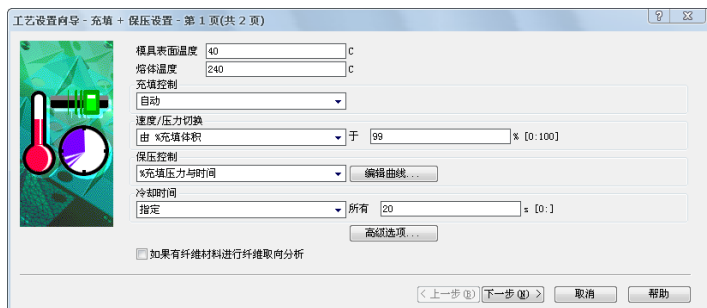 工艺设置向导 - 充填 + 保压设置 - 第 1 页(共 2 页)
模具表面温度 40 C
熔体温度 240 C
充填控制
自动
速度/压力切换
由 %充填体积 于 99 % [0:100]
保压控制
%充填压力与时间 编辑曲线...
冷却时间
指定 所有 20 s [0:]
高级选项...
如果有纤维材料进行纤维取向分析
< 上一步(B) 下一步(N) > 取消 帮助